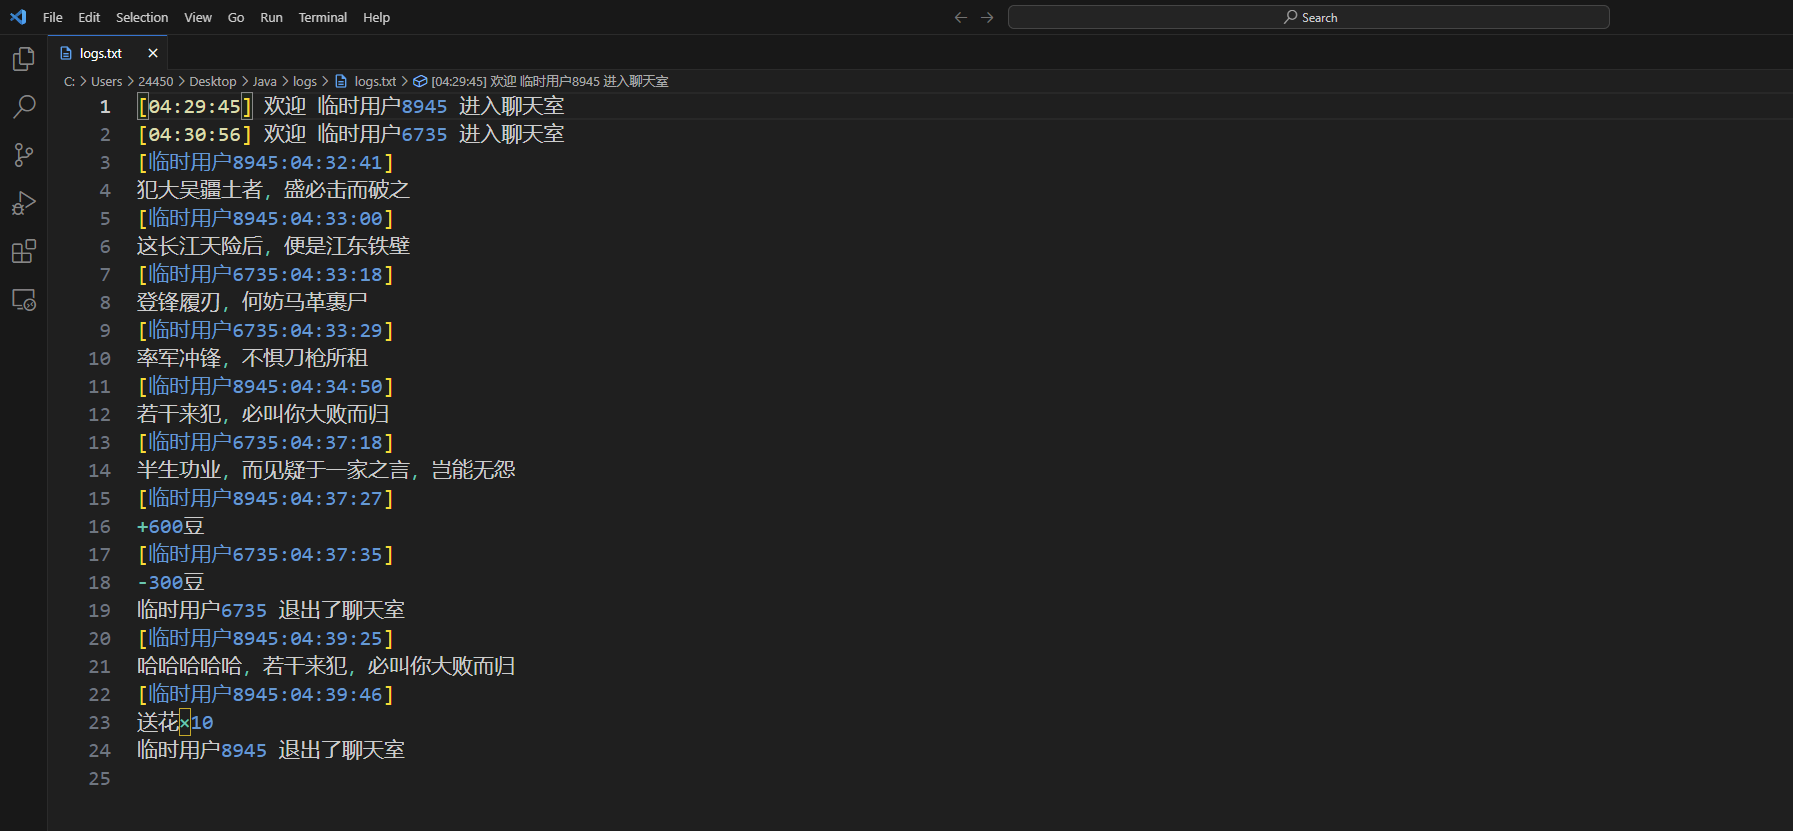 File Edit Selection View Go Run Terminal Help Search
logs.txt
C: > Users > 24450 > Desktop > Java > logs > logs.txt > [04:29:45] 欢迎 临时用户8945 进入聊天室
1 [04:29:45] 欢迎 临时用户8945 进入聊天室
2 [04:30:56] 欢迎 临时用户6735 进入聊天室
3 [临时用户8945:04:32:41]
4 犯大吴疆土者，盛必击而破之
5 [临时用户8945:04:33:00]
6 这长江天险后，便是江东铁壁
7 [临时用户6735:04:33:18]
8 登锋履刃，何妨马革裹尸
9 [临时用户6735:04:33:29]
10 率军冲锋，不惧刀枪所租
11 [临时用户8945:04:34:50]
12 若干来犯，必叫你大败而归
13 [临时用户6735:04:37:18]
14 半生功业，而见疑于一家之言，岂能无怨
15 [临时用户8945:04:37:27]
16 +600豆
17 [临时用户6735:04:37:35]
18 -300豆
19 临时用户6735 退出了聊天室
20 [临时用户8945:04:39:25]
21 哈哈哈哈哈，若干来犯，必叫你大败而归
22 [临时用户8945:04:39:46]
23 送花×10
24 临时用户8945 退出了聊天室
25